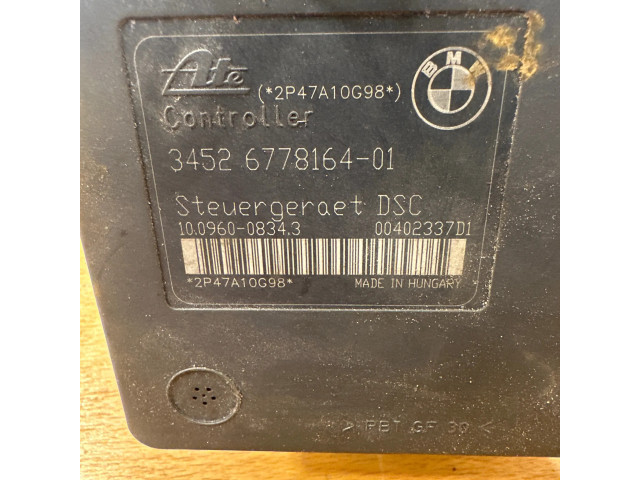 Ate (*2P47A10G98*)
BMW
Controller
3452 6778164-01
Steuergeraet DSC
10.0960-0834.3 00402337D1
*2P47A10G98* MADE IN HUNGARY
> PBT GF 30 <